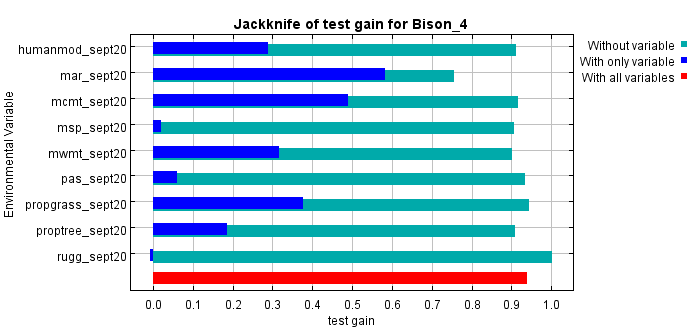 Jackknife of test gain for Bison_4
Environmental Variable
humanmod_sept20
mar_sept20
mcmt_sept20
msp_sept20
mwmt_sept20
pas_sept20
propgrass_sept20
proptree_sept20
rugg_sept20
0.0 0.1 0.2 0.3 0.4 0.5 0.6 0.7 0.8 0.9 1.0
test gain
Without variable
With only variable
With all variables